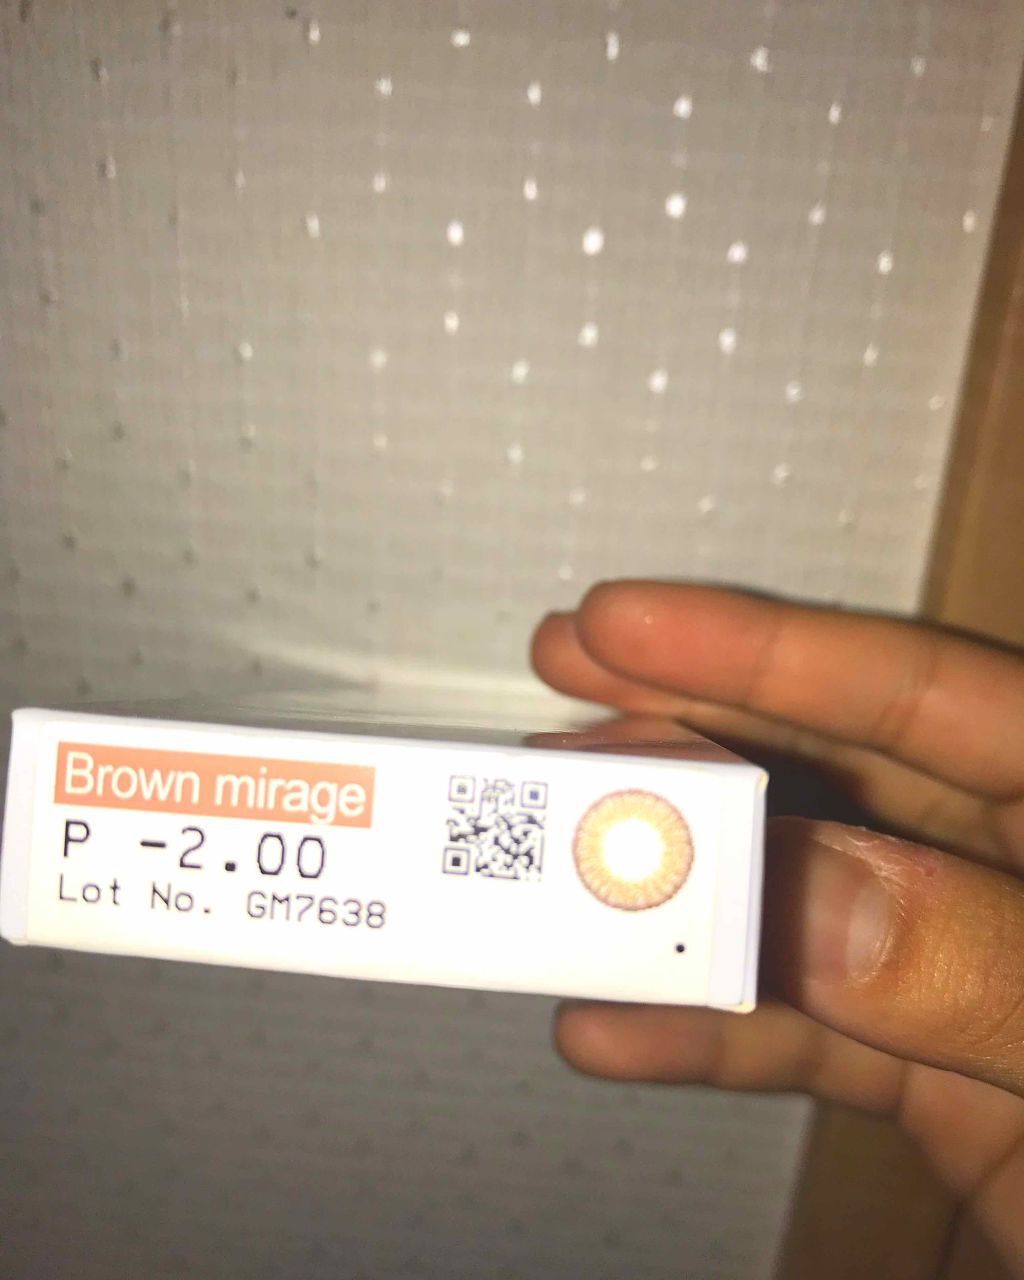 Brown mirage
P -2.00
Lot No. GM7638